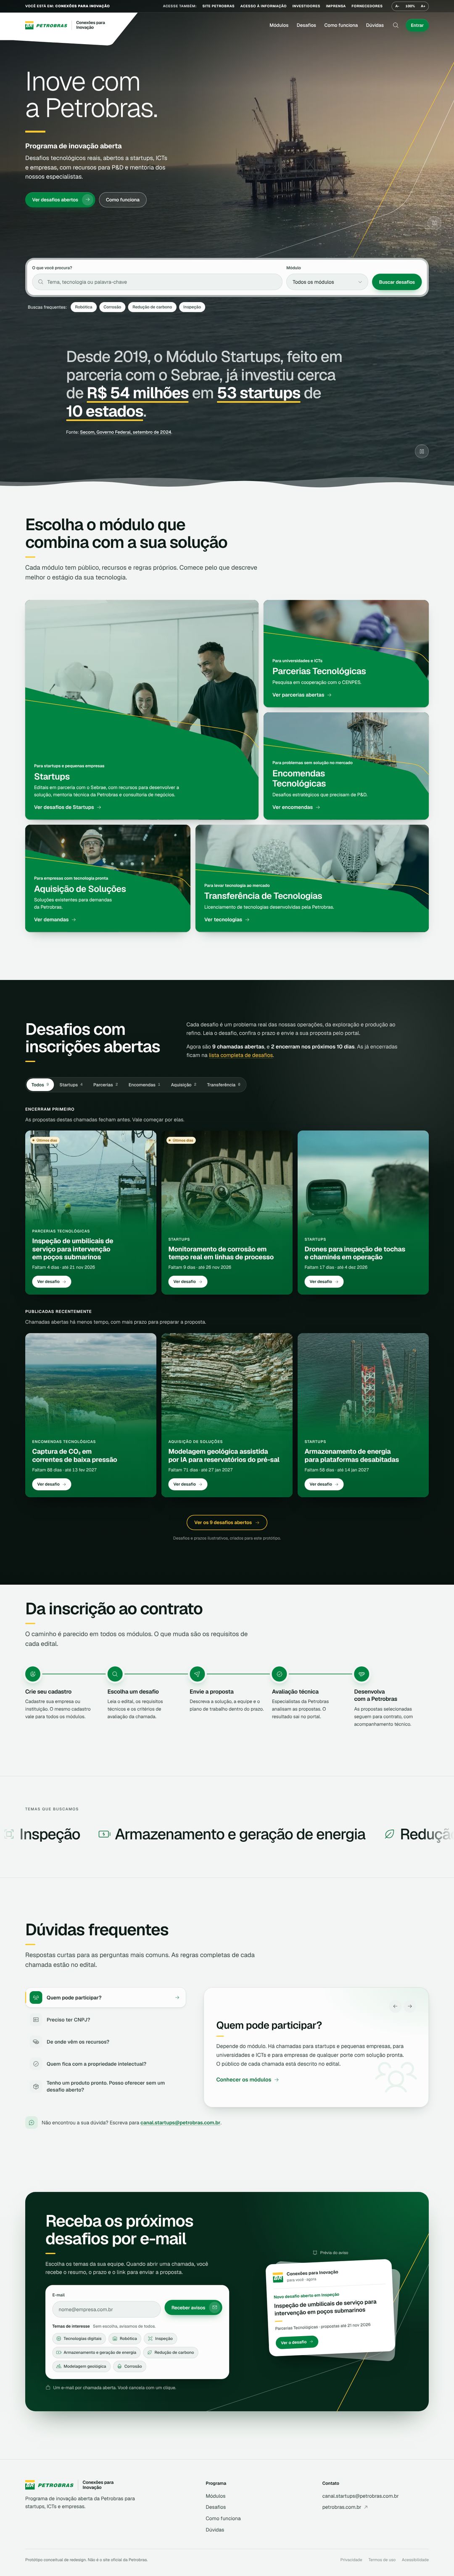 VOCÊ ESTÁ EM: CONEXÕES PARA INOVAÇÃO
ACESSE TAMBÉM: SITE PETROBRAS ACESSO À INFORMAÇÃO INVESTIDORES IMPRENSA FORNECEDORES A- 100% A+
PETROBRAS Conexões para Inovação
Módulos Desafios Como funciona Dúvidas Entrar
Inove com
a Petrobras.
Programa de inovação aberta
Desafios tecnológicos reais, abertos a startups, ICTs
e empresas, com recursos para P&D e mentoria dos
nossos especialistas.
Ver desafios abertos Como funciona
O que você procura? Módulo
Tema, tecnologia ou palavra-chave Todos os módulos Buscar desafios
Buscas frequentes: Robótica Corrosão Redução de carbono Inspeção
Desde 2019, o Módulo Startups, feito em
parceria com o Sebrae, já investiu cerca
de R$ 54 milhões em 53 startups de
10 estados.
Fonte: Secom, Governo Federal, setembro de 2024.
Escolha o módulo que
combina com a sua solução
Cada módulo tem público, recursos e regras próprios. Comece pelo que descreve
melhor o estágio da sua tecnologia.
Para startups e pequenas empresas
Startups
Editais em parceria com o Sebrae, com recursos para desenvolver a
solução, mentoria técnica da Petrobras e consultoria de negócios.
Ver desafios de Startups
Para universidades e ICTs
Parcerias Tecnológicas
Pesquisa em cooperação com o CENPES.
Ver parcerias abertas
Para problemas sem solução no mercado
Encomendas
Tecnológicas
Desafios estratégicos que precisam de P&D.
Ver encomendas
Para empresas com tecnologia pronta
Aquisição de Soluções
Soluções existentes para demandas
da Petrobras.
Ver demandas
Para levar tecnologia ao mercado
Transferência de Tecnologias
Licenciamento de tecnologias desenvolvidas pela Petrobras.
Ver tecnologias
Desafios com
inscrições abertas
Cada desafio é um problema real das nossas operações, da exploração e produção ao
refino. Leia o desafio, confira o prazo e envie a sua proposta pelo portal.
Agora são 9 chamadas abertas, e 2 encerram nos próximos 10 dias. As já encerradas
ficam na lista completa de desafios.
Todos Startups Parcerias Encomendas Aquisição Transferência
ENCERRAM PRIMEIRO
As propostas destas chamadas fecham antes. Vale começar por elas.
Últimos dias
PARCERIAS TECNOLÓGICAS
Inspeção de umbilicais de
serviço para intervenção
em poços submarinos
Faltam 4 dias · até 21 nov 2026
Ver desafio
Últimos dias
STARTUPS
Monitoramento de corrosão em
tempo real em linhas de processo
Faltam 9 dias · até 26 nov 2026
Ver desafio
STARTUPS
Drones para inspeção de tochas
e chaminés em operação
Faltam 17 dias · até 4 dez 2026
Ver desafio
PUBLICADAS RECENTEMENTE
Chamadas abertas há menos tempo, com mais prazo para preparar a proposta.
ENCOMENDAS TECNOLÓGICAS
Captura de CO₂ em
correntes de baixa pressão
Faltam 88 dias · até 13 fev 2027
Ver desafio
AQUISIÇÃO DE SOLUÇÕES
Modelagem geológica assistida
por IA para reservatórios do pré-sal
Faltam 71 dias · até 27 jan 2027
Ver desafio
STARTUPS
Armazenamento de energia
para plataformas desabitadas
Faltam 58 dias · até 14 jan 2027
Ver desafio
Ver os 9 desafios abertos
Desafios e prazos ilustrativos, criados para este protótipo.
Da inscrição ao contrato
O caminho é parecido em todos os módulos. O que muda são os requisitos de
cada edital.
Crie seu cadastro
Cadastre sua empresa ou
instituição. O mesmo cadastro
vale para todos os módulos.
Escolha um desafio
Leia o edital, os requisitos
técnicos e os critérios de
avaliação da chamada.
Envie a proposta
Descreva a solução, a equipe e o
plano de trabalho dentro do prazo.
Avaliação técnica
Especialistas da Petrobras
analisam as propostas. O
resultado sai no portal.
Desenvolva
com a Petrobras
As propostas selecionadas
seguem para contrato, com
acompanhamento técnico.
TEMAS QUE BUSCAMOS
Inspeção Armazenamento e geração de energia Reduçã
Dúvidas frequentes
Respostas curtas para as perguntas mais comuns. As regras completas de cada
chamada estão no edital.
Quem pode participar?
Preciso ter CNPJ?
De onde vêm os recursos?
Quem fica com a propriedade intelectual?
Tenho um produto pronto. Posso oferecer sem um
desafio aberto?
Quem pode participar?
Depende do módulo. Há chamadas para startups e pequenas empresas, para
universidades e ICTs e para empresas de qualquer porte com solução pronta.
O público de cada chamada está descrito no edital.
Conhecer os módulos
Não encontrou a sua dúvida? Escreva para canal.startups@petrobras.com.br.
Receba os próximos
desafios por e-mail
Escolha os temas da sua equipe. Quando abrir uma chamada, você
recebe o resumo, o prazo e o link para enviar a proposta.
E-mail
nome@empresa.com.br Receber avisos
Temas de interesse Sem escolha, avisamos de todos.
Tecnologias digitais Robótica Inspeção
Armazenamento e geração de energia Redução de carbono
Modelagem geológica Corrosão
Um e-mail por chamada aberta. Você cancela com um clique.
Prévia do aviso
Conexões para Inovação
para você · agora
Novo desafio aberto em Inspeção
Inspeção de umbilicais de serviço para
intervenção em poços submarinos
Parcerias Tecnológicas · propostas até 21 nov 2026
Ver o desafio
PETROBRAS Conexões para Inovação
Programa de inovação aberta da Petrobras para
startups, ICTs e empresas.
Programa
Módulos
Desafios
Como funciona
Dúvidas
Contato
canal.startups@petrobras.com.br
petrobras.com.br
Protótipo conceitual de redesign. Não é o site oficial da Petrobras.
Privacidade Termos de uso Acessibilidade